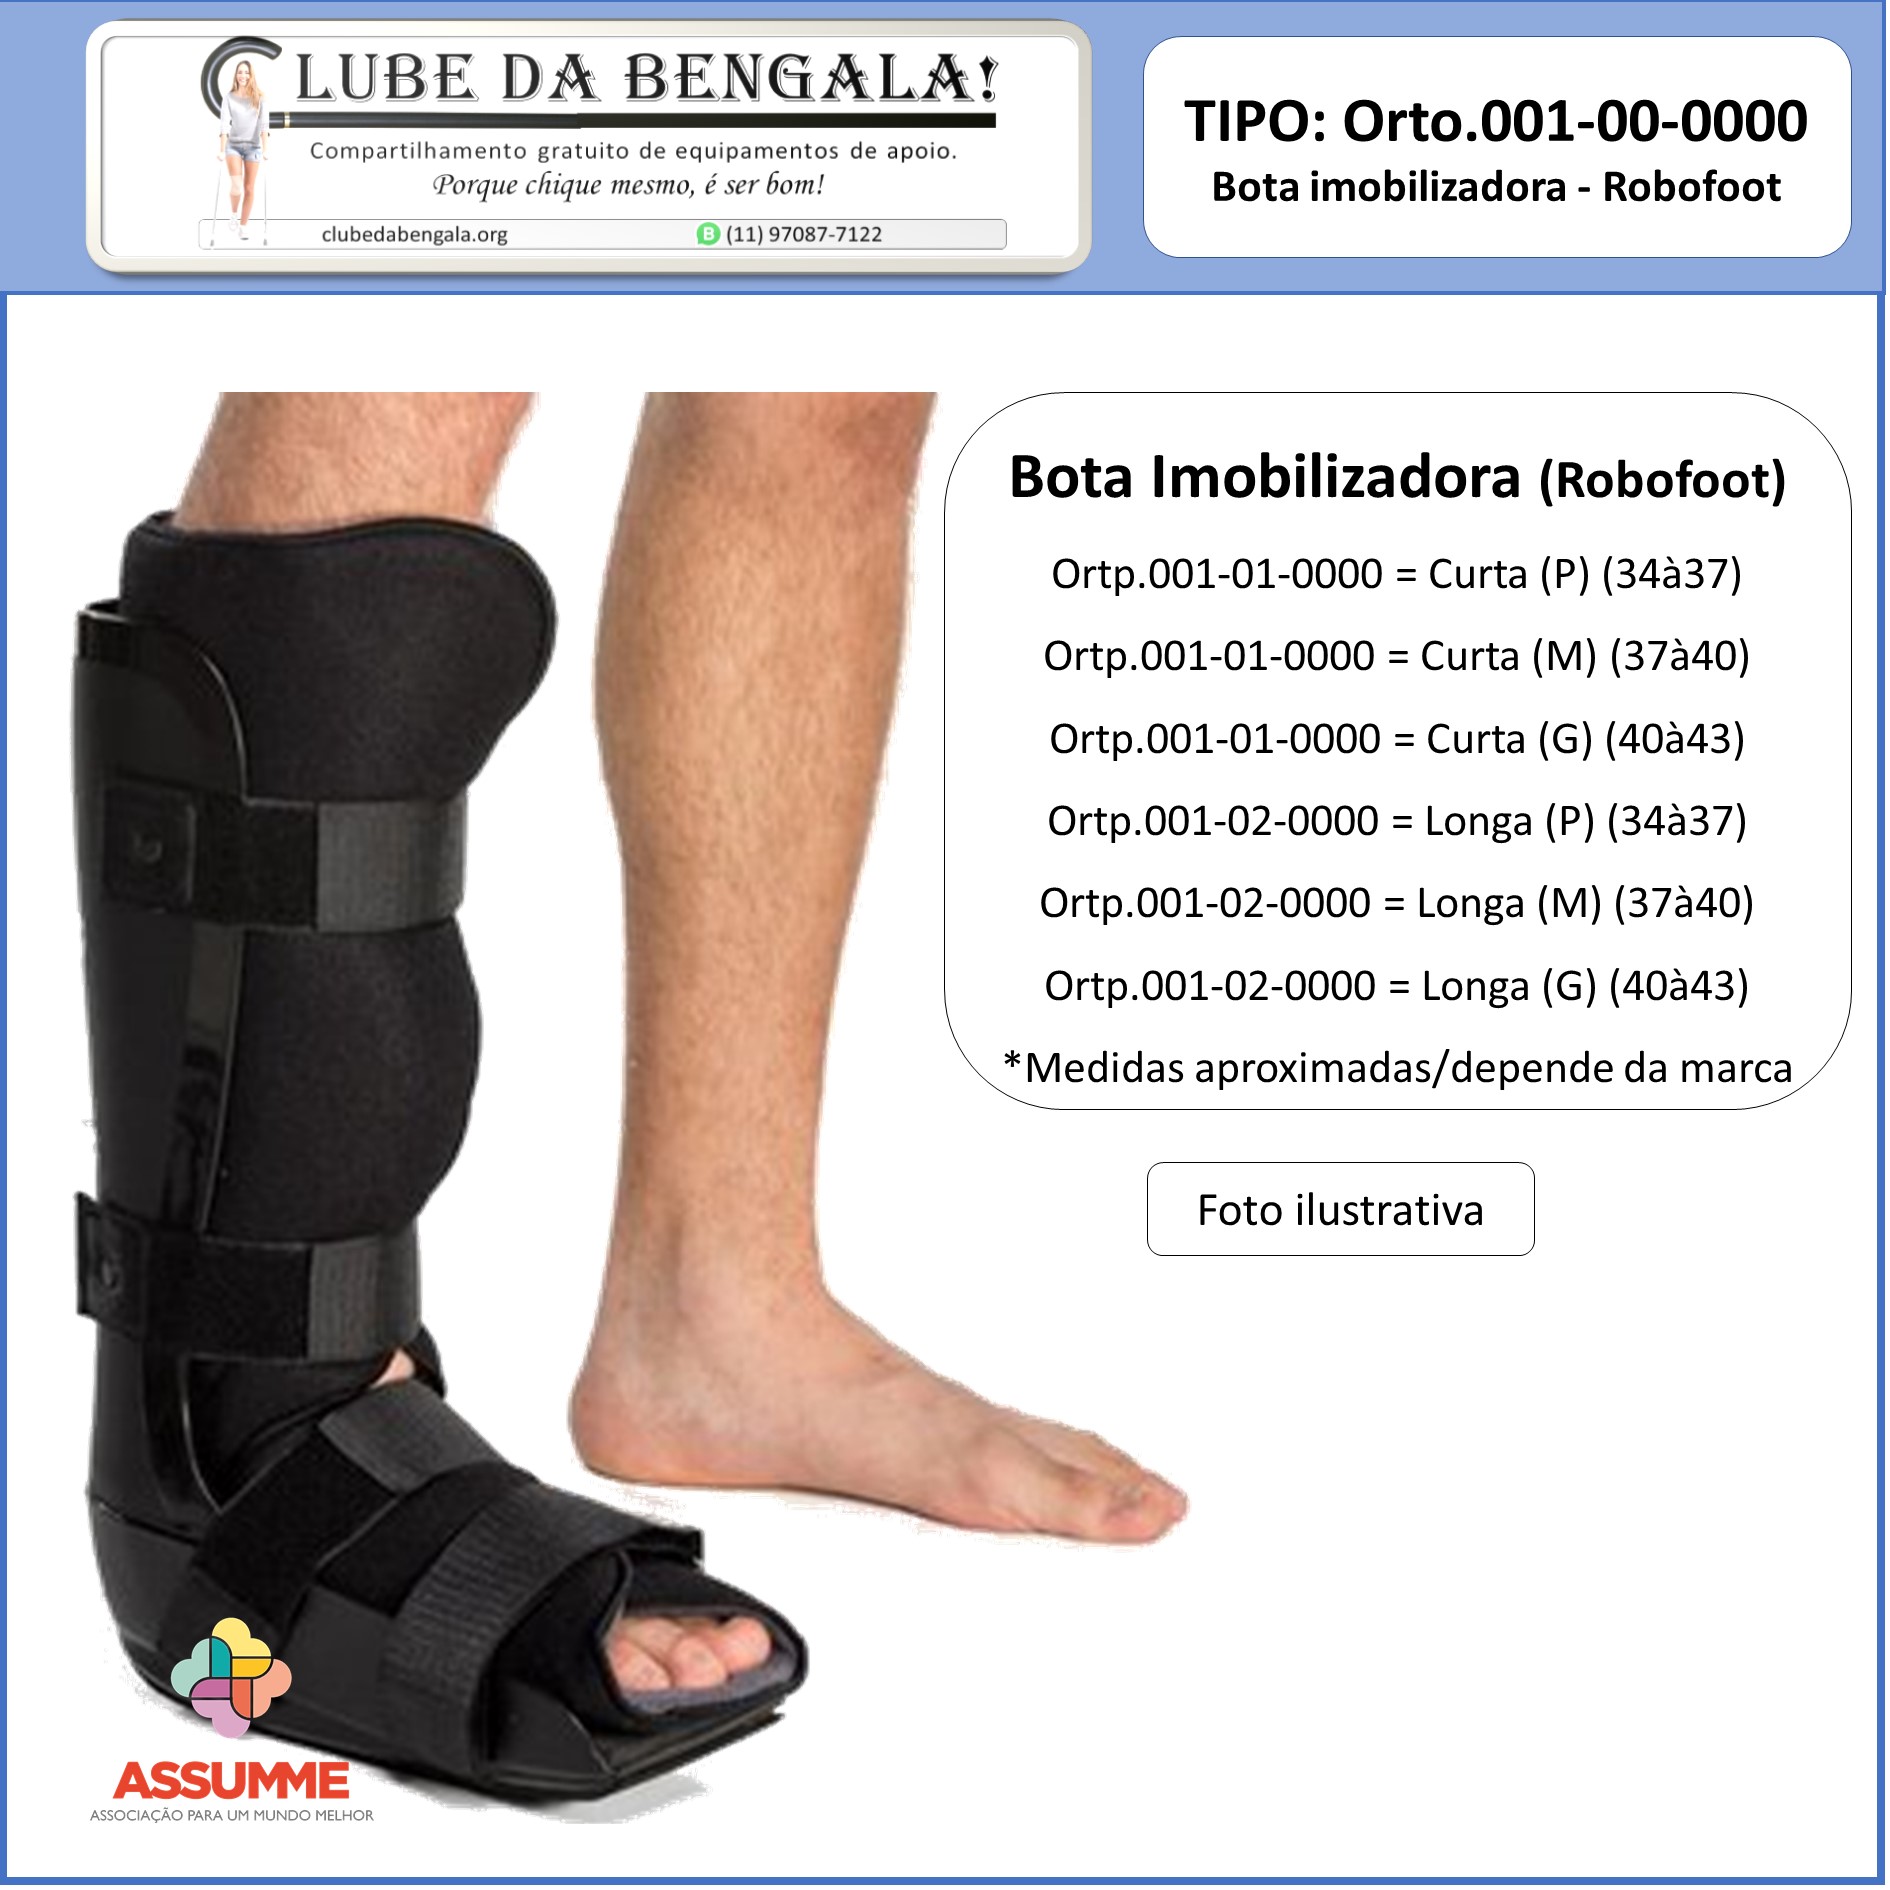 CLUBE DA BENGALA!
Compartilhamento gratuito de equipamentos de apoio.
Porque chique mesmo, é ser bom!
clubedabengala.org
B (11) 97087-7122
TIPO: Orto.001-00-0000
Bota imobilizadora - Robofoot
Bota Imobilizadora (Robofoot)
Ortp.001-01-0000 = Curta (P) (34à37)
Ortp.001-01-0000 = Curta (M) (37à40)
Ortp.001-01-0000 = Curta (G) (40à43)
Ortp.001-02-0000 = Longa (P) (34à37)
Ortp.001-02-0000 = Longa (M) (37à40)
Ortp.001-02-0000 = Longa (G) (40à43)
*Medidas aproximadas/depende da marca
Foto ilustrativa
ASSUMME
ASSOCIAÇÃO PARA UM MUNDO MELHOR